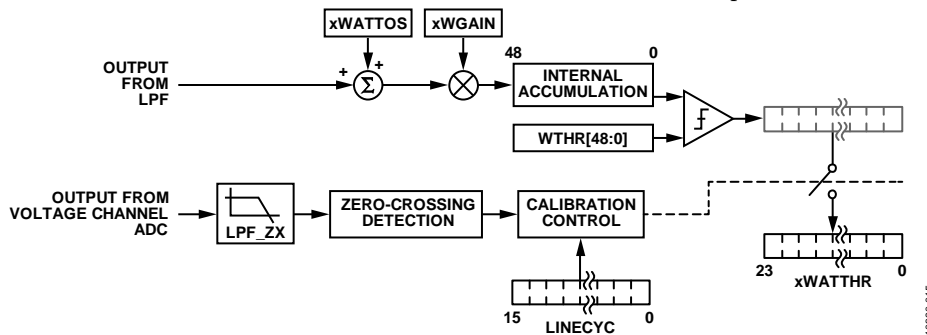 xWATTOS
xWGAIN
48
0
OUTPUT
FROM
LPF
+
+
Σ
INTERNAL
ACCUMULATION
WTHR[48:0]
OUTPUT FROM
VOLTAGE CHANNEL
ADC
LPF_ZX
ZERO-CROSSING
DETECTION
CALIBRATION
CONTROL
23
0
xWATTHR
15
0
LINECYC